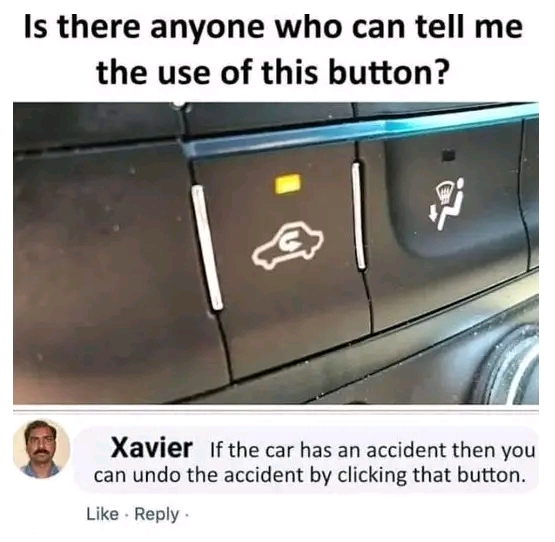 Is there anyone who can tell me
the use of this button?
Xavier If the car has an accident then you
can undo the accident by clicking that button.
Like · Reply ·